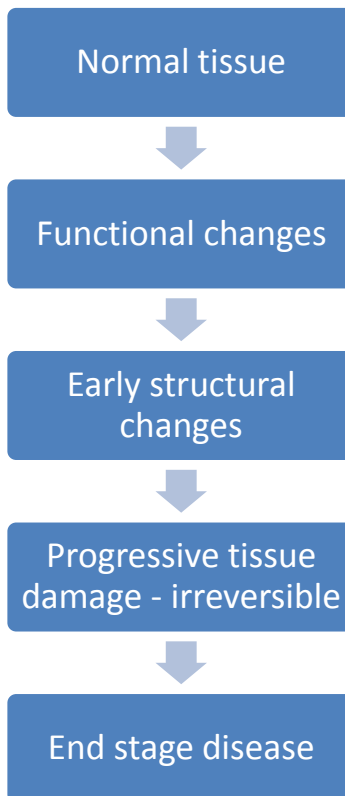 Normal tissue
Functional changes
Early structural
changes
Progressive tissue
damage - irreversible
End stage disease